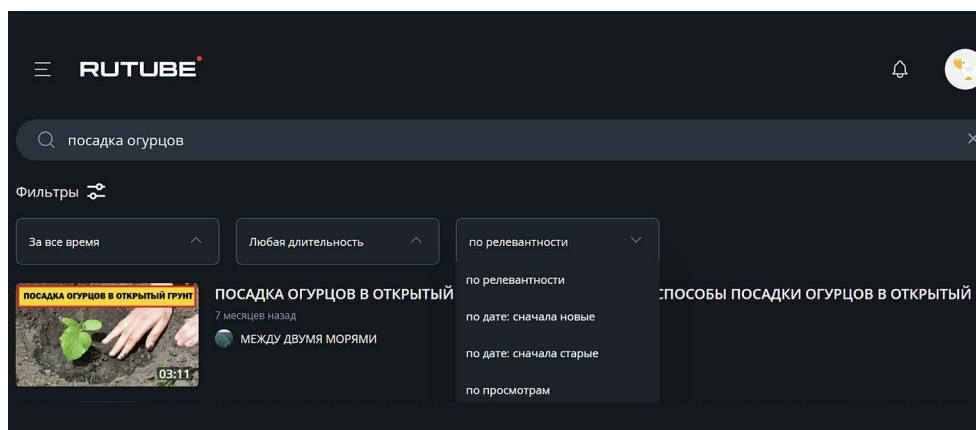 RUTUBE
посадка огурцов
Фильтры
За все время
Любая длительность
по релевантности
по релевантности
по дате: сначала новые
по дате: сначала старые
по просмотрам
ПОСАДКА ОГУРЦОВ В ОТКРЫТЫЙ ГРУНТ
03:11
ПОСАДКА ОГУРЦОВ В ОТКРЫТЫЙ СПОСОБЫ ПОСАДКИ ОГУРЦОВ В ОТКРЫТЫЙ
7 месяцев назад
МЕЖДУ ДВУМЯ МОРЯМИ